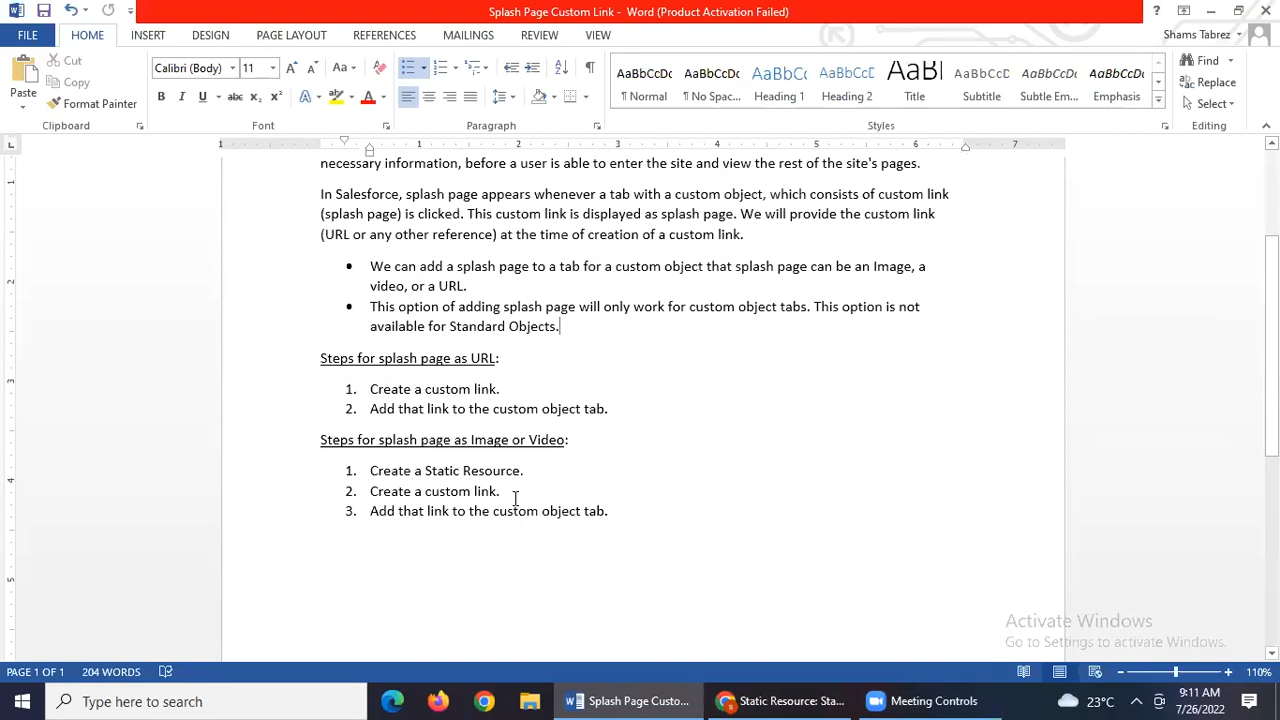 Splash Page Custom Link - Word (Product Activation Failed)
FILE HOME INSERT DESIGN PAGE LAYOUT REFERENCES MAILINGS REVIEW VIEW Shams Tabrez
Paste Cut Copy Format Painter
Clipboard
Calibri (Body) 11
Font
Paragraph
AaBbCcDc AaBbCcDc AaBbCc AaBbCcC AaBl AaBbCcD AaBbCcDc AaBbCcDc
¶ Normal ¶ No Spac... Heading 1 Heading 2 Title Subtitle Subtle Em... Emphasis
Styles
Find
Replace
Select
Editing
1 1 2 3 4 5 6 7
necessary information, before a user is able to enter the site and view the rest of the site's pages.
In Salesforce, splash page appears whenever a tab with a custom object, which consists of custom link
(splash page) is clicked. This custom link is displayed as splash page. We will provide the custom link
(URL or any other reference) at the time of creation of a custom link.
• We can add a splash page to a tab for a custom object that splash page can be an Image, a
video, or a URL.
• This option of adding splash page will only work for custom object tabs. This option is not
available for Standard Objects.
Steps for splash page as URL:
1. Create a custom link.
2. Add that link to the custom object tab.
Steps for splash page as Image or Video:
1. Create a Static Resource.
2. Create a custom link.
3. Add that link to the custom object tab.
Activate Windows
Go to Settings to activate Windows.
PAGE 1 OF 1 204 WORDS 110%
Type here to search Splash Page Custo... Static Resource: Sta... Meeting Controls 23°C 9:11 AM
7/26/2022